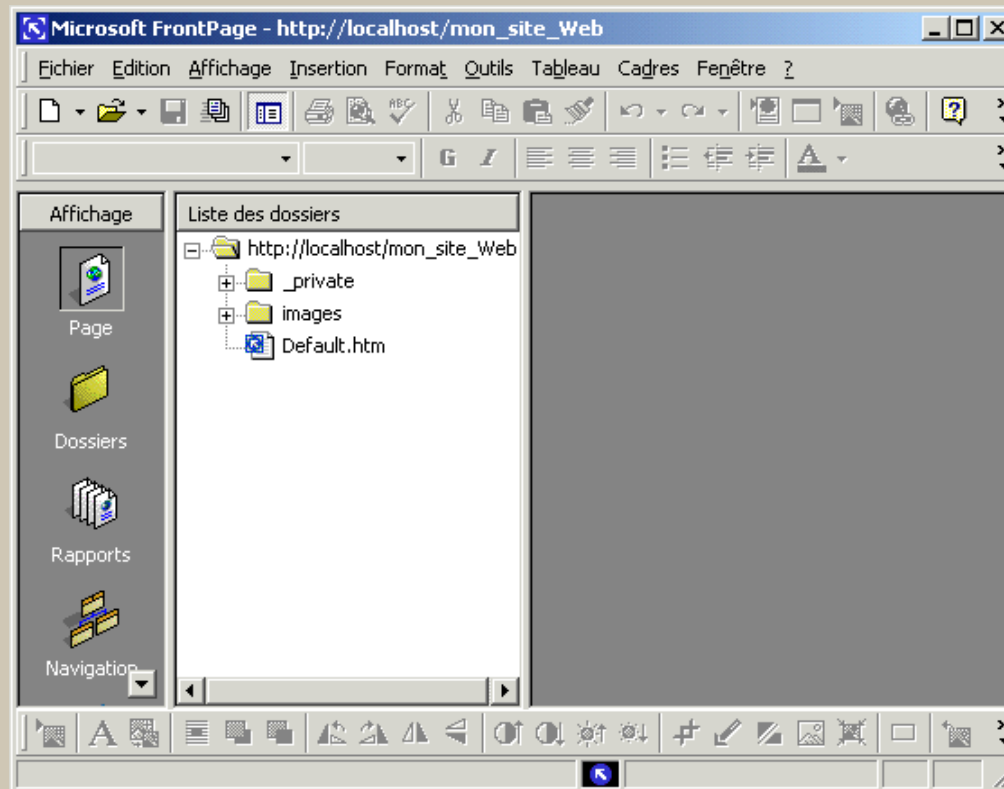 Microsoft FrontPage - http://localhost/mon_site_Web
Fichier Edition Affichage Insertion Format Outils Tableau Cadres Fenêtre ?
ABC
G I A
Affichage Liste des dossiers
http://localhost/mon_site_Web
_private
images
Default.htm
Page
Dossiers
Rapports
Navigation
A